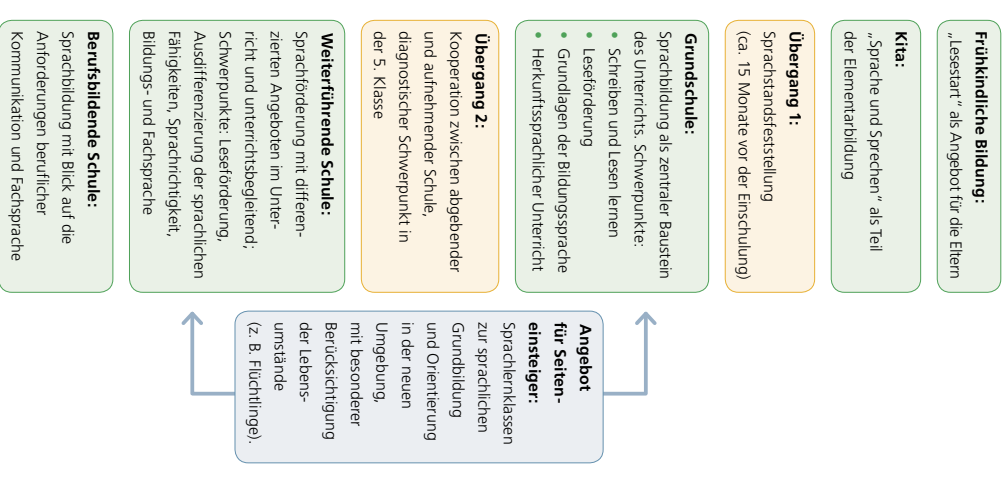 Frühkindliche Bildung:
„Lesestart“ als Angebot für die Eltern
Kita:
„Sprache und Sprechen“ als Teil
der Elementarbildung
Übergang 1:
Sprachstandsfeststellung
(ca. 15 Monate vor der Einschulung)
Grundschule:
Sprachbildung als zentraler Baustein
des Unterrichts. Schwerpunkte:
• Schreiben und Lesen lernen
• Leseförderung
• Grundlagen der Bildungssprache
• Herkunftssprachlicher Unterricht
Übergang 2:
Kooperation zwischen abgebender
und aufnehmender Schule,
diagnostischer Schwerpunkt in
der 5. Klasse
Weiterführende Schule:
Sprachförderung mit differen-
zierten Angeboten im Unter-
richt und unterrichtsbegleitend;
Schwerpunkte: Leseförderung,
Ausdifferenzierung der sprachlichen
Fähigkeiten, Sprachrichtigkeit,
Bildungs- und Fachsprache
Berufsbildende Schule:
Sprachbildung mit Blick auf die
Anforderungen beruflicher
Kommunikation und Fachsprache
Angebot
für Seiten-
einsteiger:
Sprachlernklassen
zur sprachlichen
Grundbildung
und Orientierung
in der neuen
Umgebung,
mit besonderer
Berücksichtigung
der Lebens-
umstände
(z. B. Flüchtlinge).